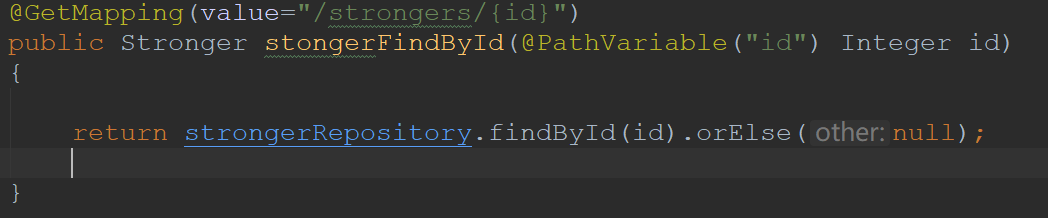 @GetMapping(value="/strongers/{id}")
public Stronger stongerFindById(@PathVariable("id") Integer id)
{
return strongerRepository.findById(id).orElse( other: null);
}